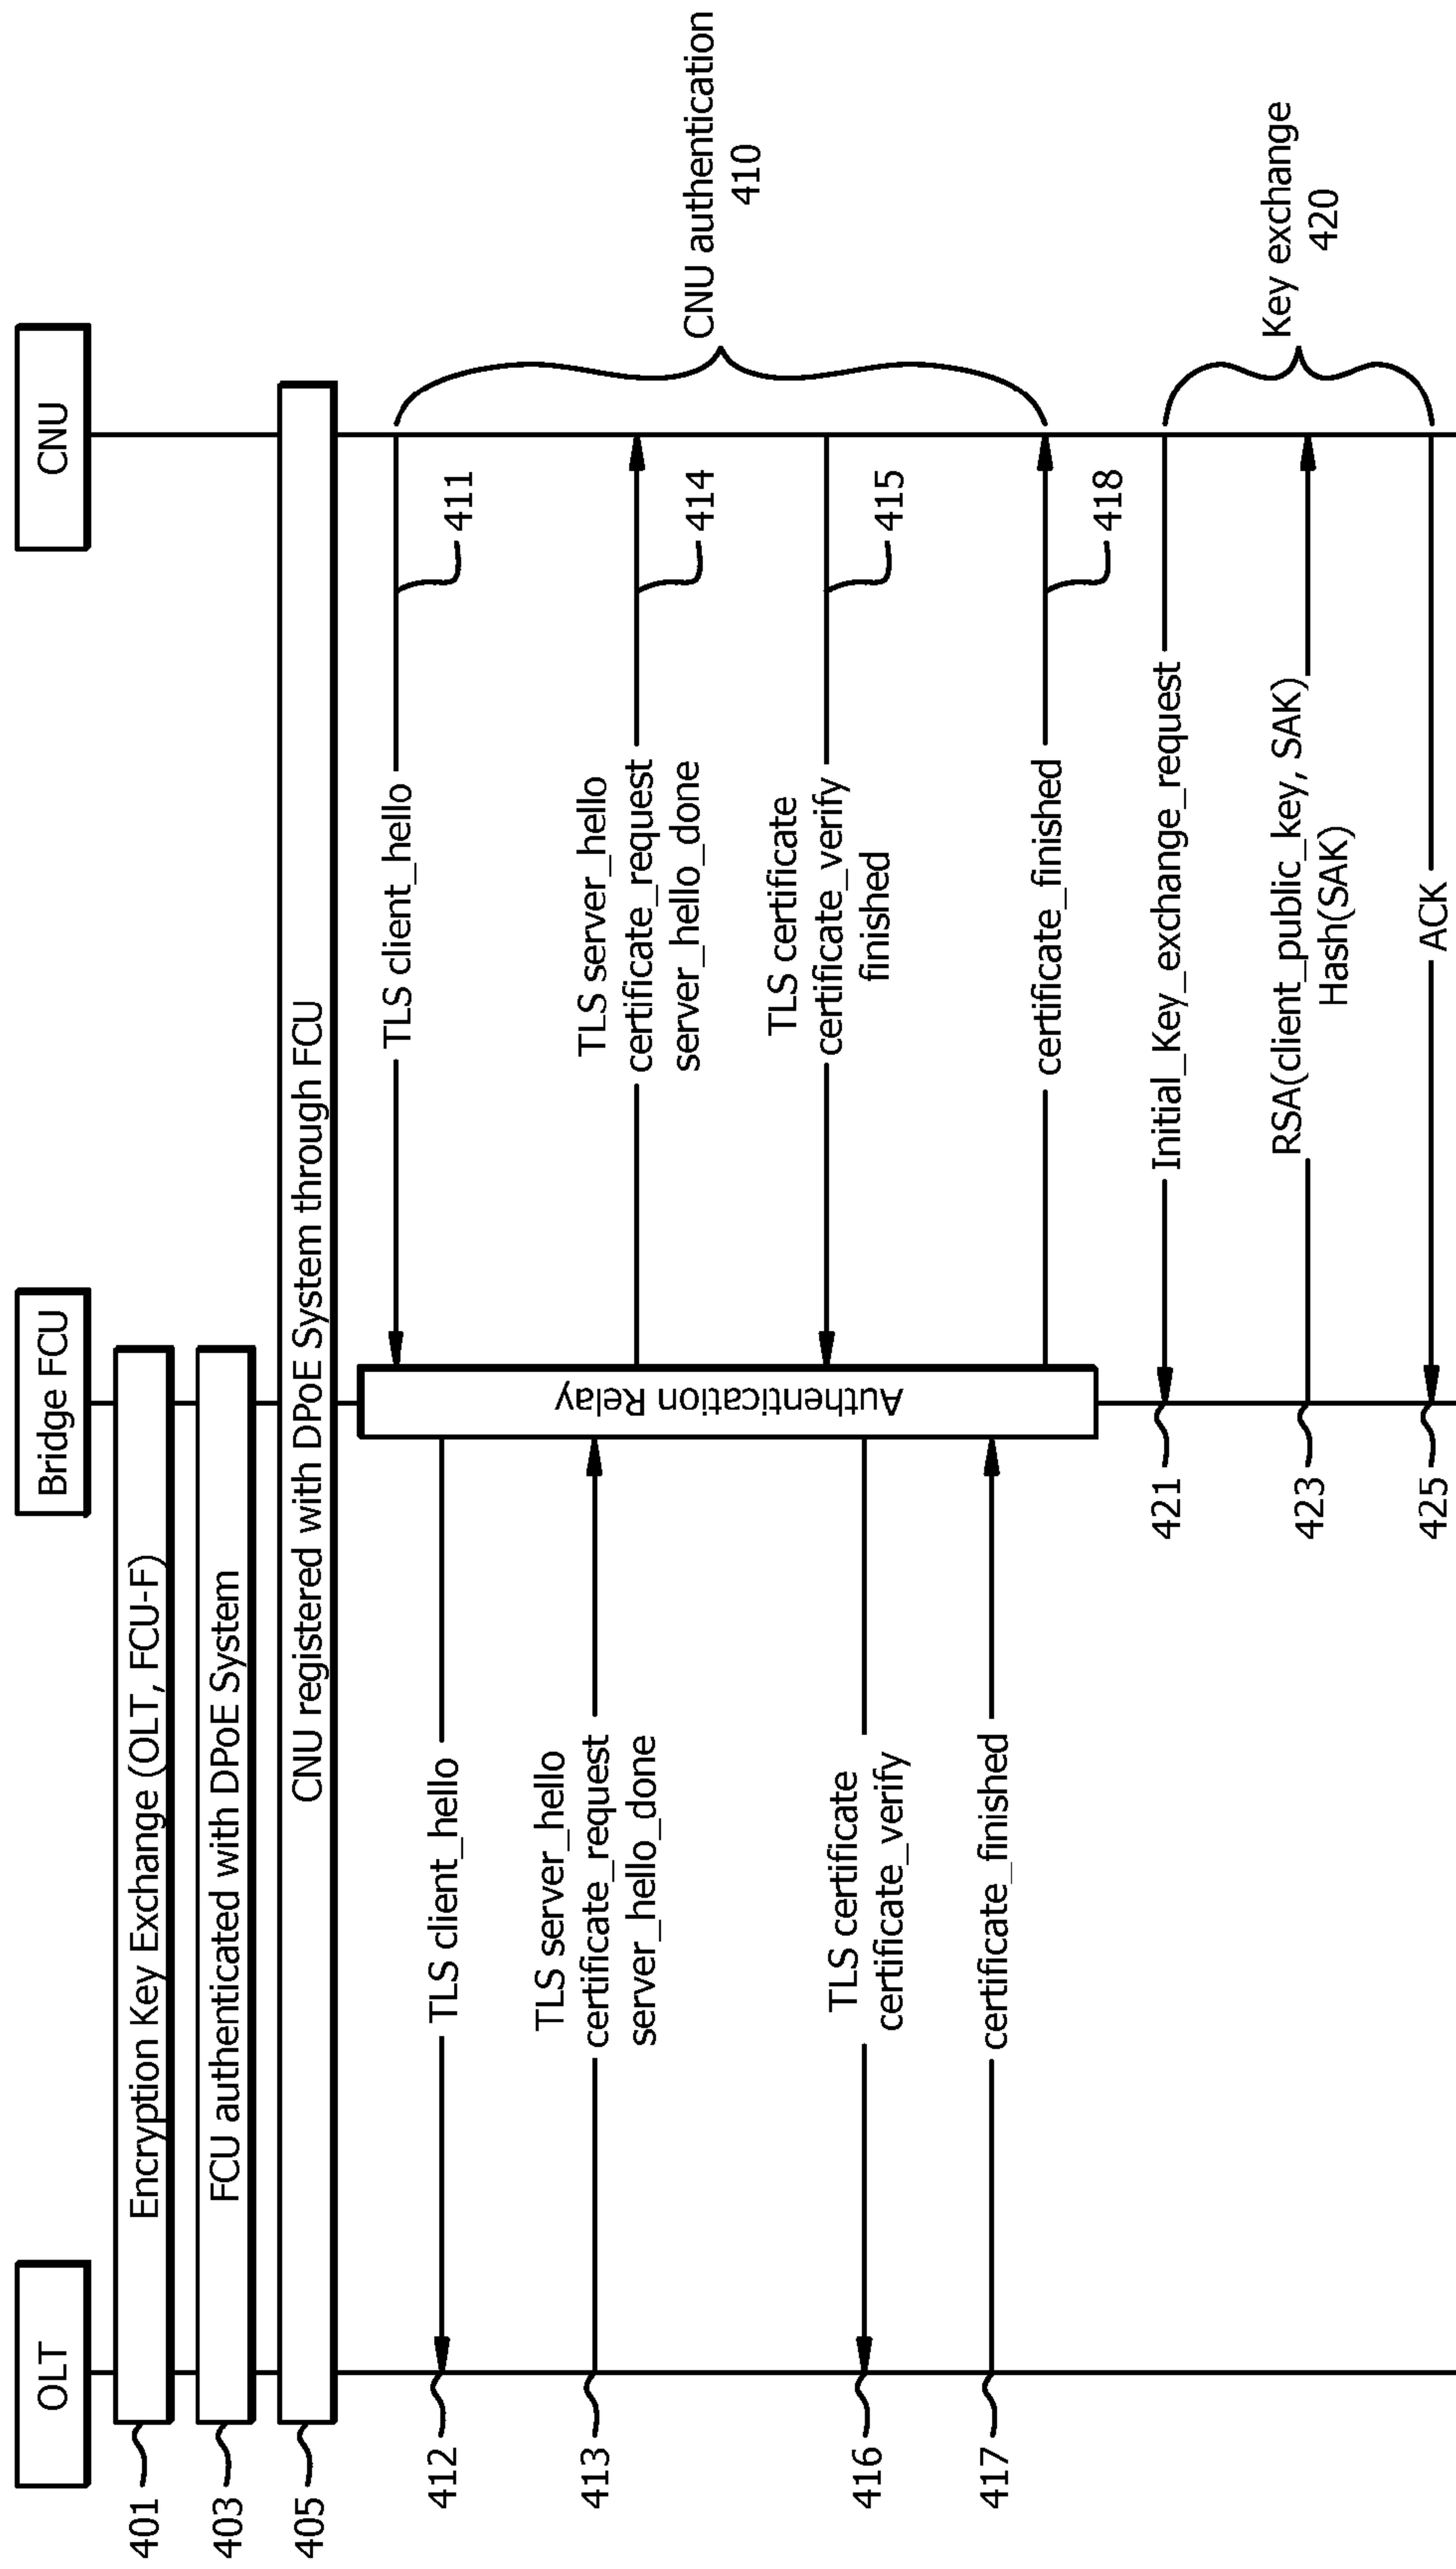 OLT
Bridge FCU
CNU
401
Encryption Key Exchange (OLT, FCU-F)
403
FCU authenticated with DPoE System
405
CNU registered with DPoE System through FCU
TLS client_hello
411
412
TLS client_hello
413
TLS server_hello
certificate_request
server_hello_done
TLS server_hello
certificate_request
server_hello_done
414
Authentication Relay
TLS certificate
certificate_verify
finished
415
416
TLS certificate
certificate_verify
417
certificate_finished
certificate_finished
418
CNU authentication
410
421
Initial_Key_exchange_request
423
RSA(client_public_key, SAK)
Hash(SAK)
425
ACK
Key exchange
420